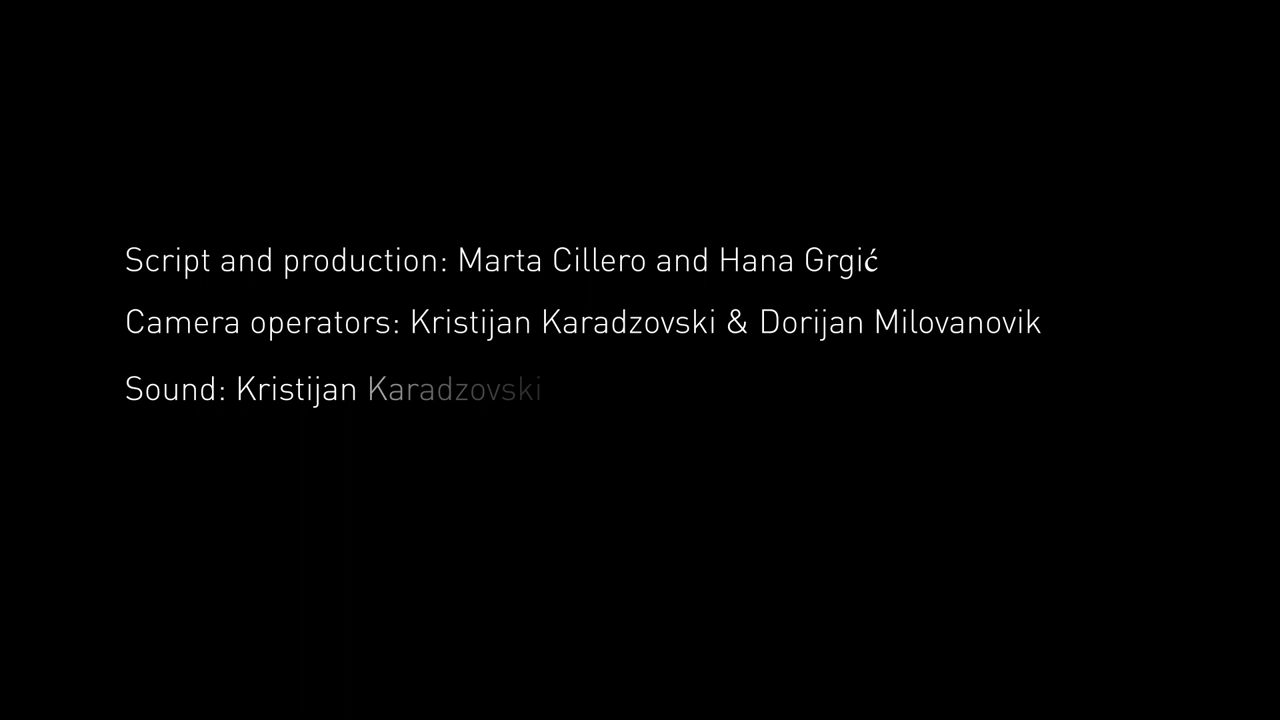 Script and production: Marta Cillero and Hana Grgić
Camera operators: Kristijan Karadzovski & Dorijan Milovanovik
Sound: Kristijan Karadzovski